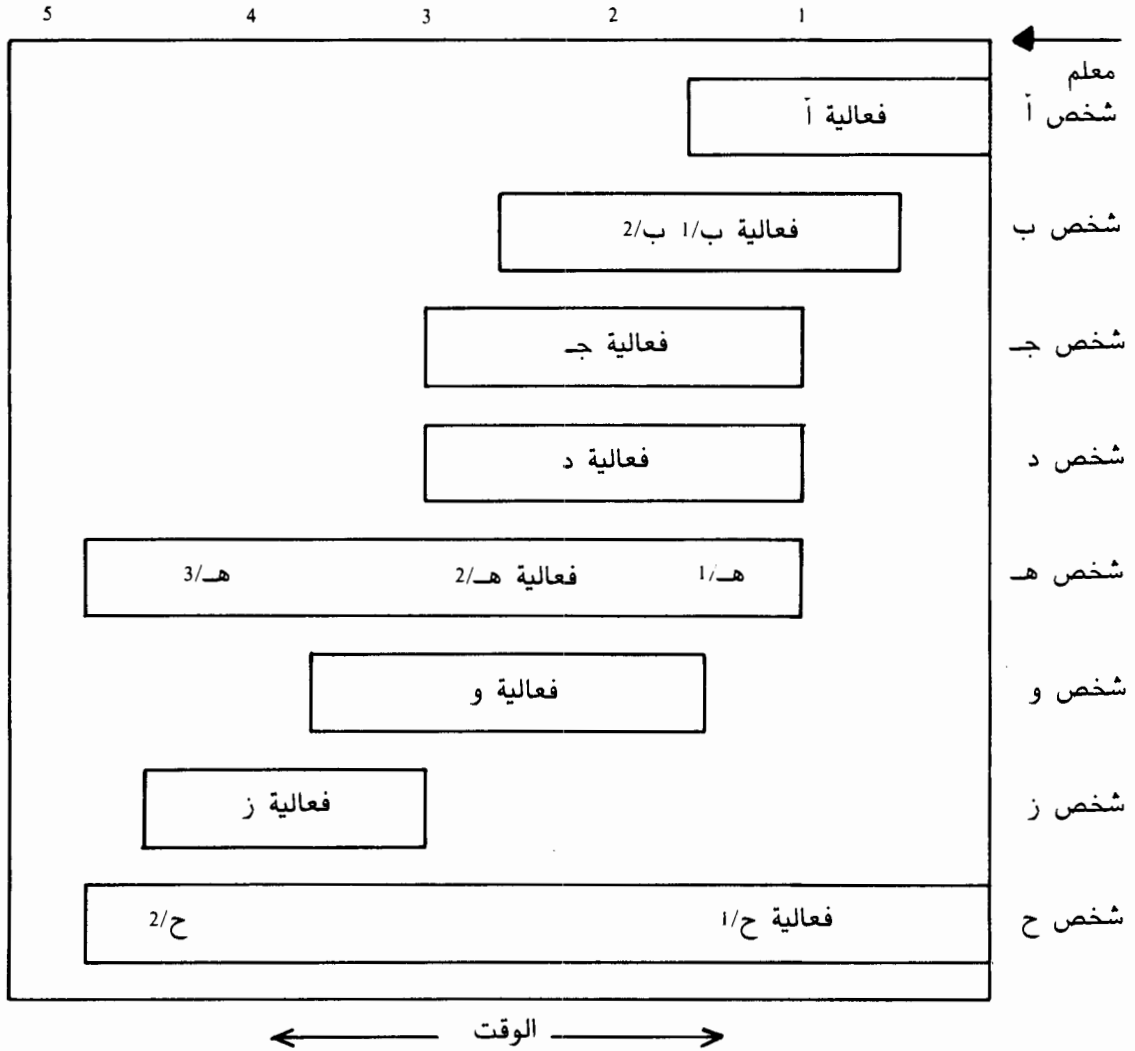 1 2 3 4 5
معلم
شخص أ فعالية أ
شخص ب فعالية ب/1 ب/2
شخص جـ فعالية جـ
شخص د فعالية د
شخص هـ هـ/1 فعالية هـ/2 هـ/3
شخص و فعالية و
شخص ز فعالية ز
شخص ح فعالية ح/1 ح/2
الوقت